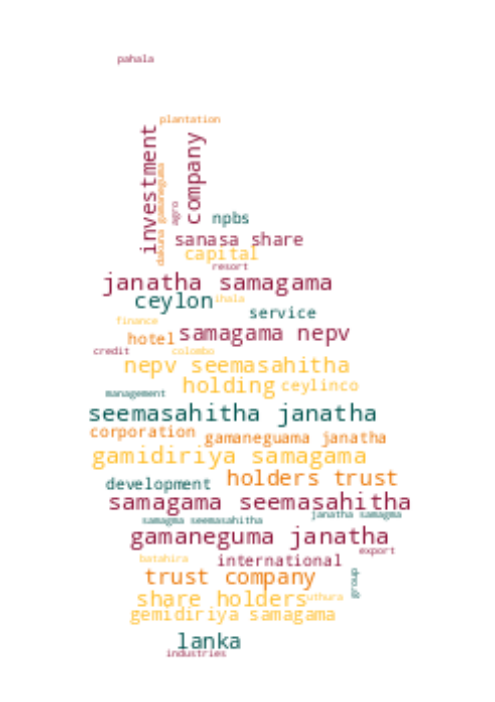 pahala
plantation
investment
dakuna gamaneguma
agro
company
npbs
sanasa share
capital
resort
janatha samagama
ceylon
ihala
service
finance
samagama nepv
hotel
credit
colombo
nepv seemasahitha
holding
ceylinco
management
seemasahitha janatha
corporation
gamaneguama janatha
gamidiriya samagama
holders trust
development
samagama seemasahitha
janatha samagma
samagma seemasahitha
gamaneguma janatha
export
batahira
international
trust company
group
share holders
uthura
gemidiriya samagama
lanka
industries